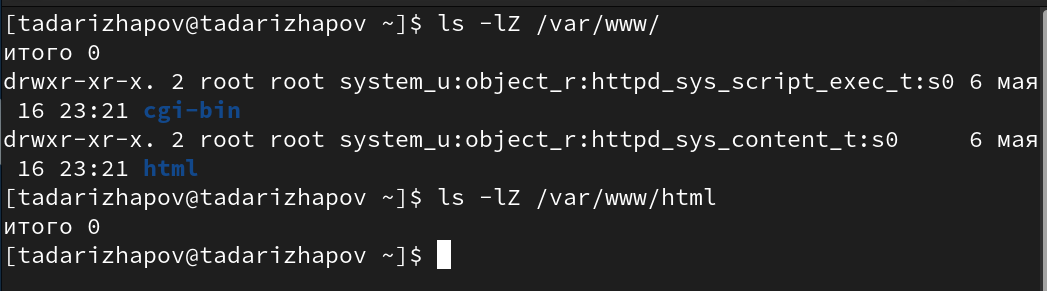 [tadarizhapov@tadarizhapov ~]$ ls -lZ /var/www/
итого 0
drwxr-xr-x. 2 root root system_u:object_r:httpd_sys_script_exec_t:s0 6 мая
16 23:21 cgi-bin
drwxr-xr-x. 2 root root system_u:object_r:httpd_sys_content_t:s0     6 мая
16 23:21 html
[tadarizhapov@tadarizhapov ~]$ ls -lZ /var/www/html
итого 0
[tadarizhapov@tadarizhapov ~]$